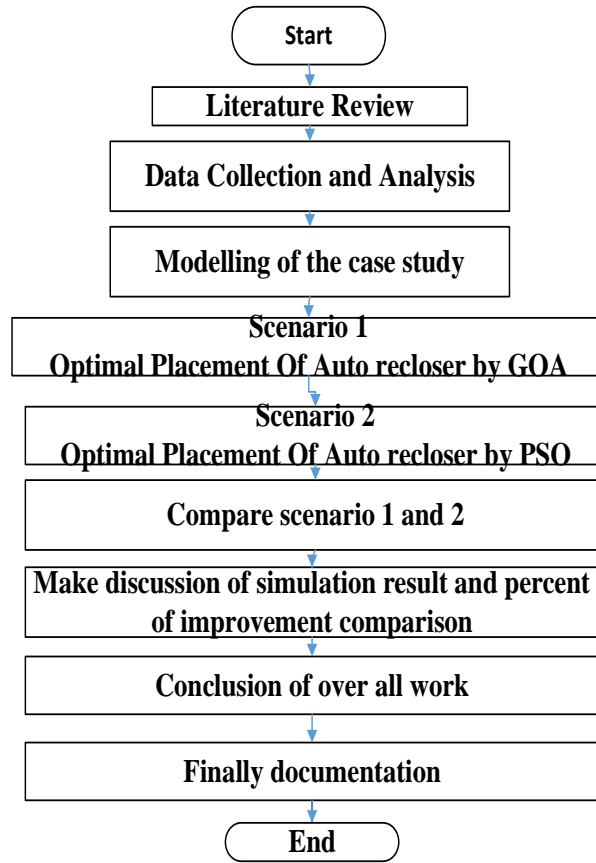 Start
Literature Review
Data Collection and Analysis
Modelling of the case study
Scenario 1
Optimal Placement Of Auto recloser by GOA
Scenario 2
Optimal Placement Of Auto recloser by PSO
Compare scenario 1 and 2
Make discussion of simulation result and percent
of improvement comparison
Conclusion of over all work
Finally documentation
End